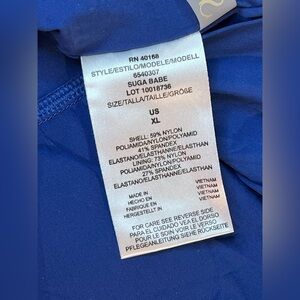 RN 40168
STYLE/ESTILO/MODELE/MODELL
6540307
SUGA BABE
LOT 10018736
SIZE/TALLA/TAILLE/GRÖßE
US
XL
SHELL: 59% NYLON
POLIAMIDA/NYLON/POLYAMID
41% SPANDEX
ELASTANO/ELASTHANNE/ELASTHAN
LINING: 73% NYLON
POLIAMIDA/NYLON/POLYAMID
27% SPANDEX
ELASTANO/ELASTHANNE/ELASTHAN
MADE IN VIETNAM
HECHO EN VIETNAM
FABRIQUE EN VIETNAM
HERGESTELLT IN VIETNAM
FOR CARE SEE REVERSE SIDE
PARA EL CUIDADO VEA EL DORSO
POUR LE SOIN VOIR LE DOS
PFLEGEANLEITUNG SIEHE RÜCKSEITE